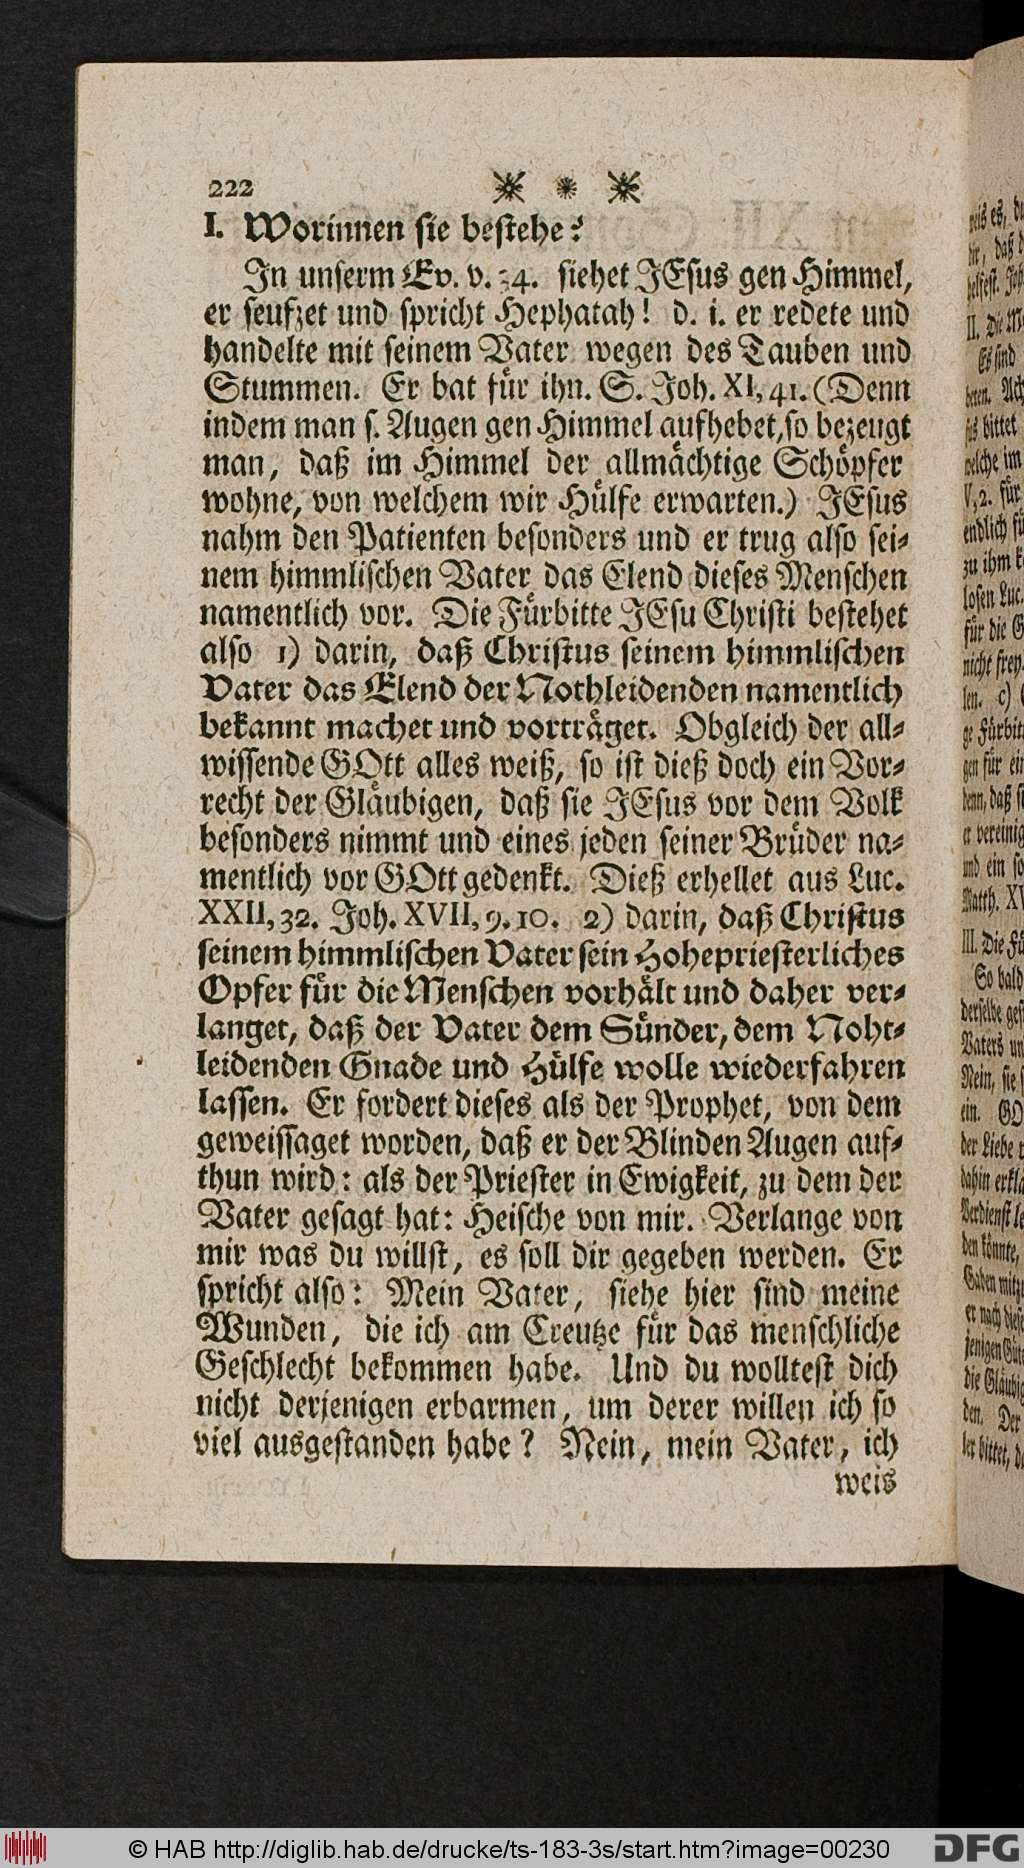 222
I. Worinnen sie bestehe?
In unserm Ev. v. 34. siehet JEsus gen Himmel,
er seufzet und spricht Hephatah! d. i. er redete und
handelte mit seinem Vater wegen des Tauben und
Stummen. Er bat für ihn. S. Joh. XI, 41. (Denn
indem man s. Augen gen Himmel aufhebet, so bezeugt
man, daß im Himmel der allmächtige Schöpfer
wohne, von welchem wir Hülfe erwarten.) JEsus
nahm den Patienten besonders und er trug also sei-
nem himmlischen Vater das Elend dieses Menschen
namentlich vor. Die Fürbitte JEsu Christi bestehet
also 1) darin, daß Christus seinem himmlischen
Vater das Elend der Nothleidenden namentlich
bekannt machet und vorträget. Obgleich der all-
wissende GOtt alles weiß, so ist dieß doch ein Vor-
recht der Gläubigen, daß sie JEsus vor dem Volk
besonders nimmt und eines jeden seiner Brüder na-
mentlich vor GOtt gedenkt. Dieß erhellet aus Luc.
XXII, 32. Joh. XVII, 9. 10. 2) darin, daß Christus
seinem himmlischen Vater sein Hohepriesterliches
Opfer für die Menschen vorhält und daher ver-
langet, daß der Vater dem Sünder, dem Noht-
leidenden Gnade und Hülfe wolle wiederfahren
lassen. Er fordert dieses als der Prophet, von dem
geweissaget worden, daß er der Blinden Augen auf-
thun wird: als der Priester in Ewigkeit, zu dem der
Vater gesagt hat: Heische von mir. Verlange von
mir was du willst, es soll dir gegeben werden. Er
spricht also: Mein Vater, siehe hier sind meine
Wunden, die ich am Creutze für das menschliche
Geschlecht bekommen habe. Und du wolltest dich
nicht derjenigen erbarmen, um derer willen ich so
viel ausgestanden habe? Nein, mein Vater, ich
weis
© HAB http://diglib.hab.de/drucke/ts-183-3s/start.htm?image=00230
DFG